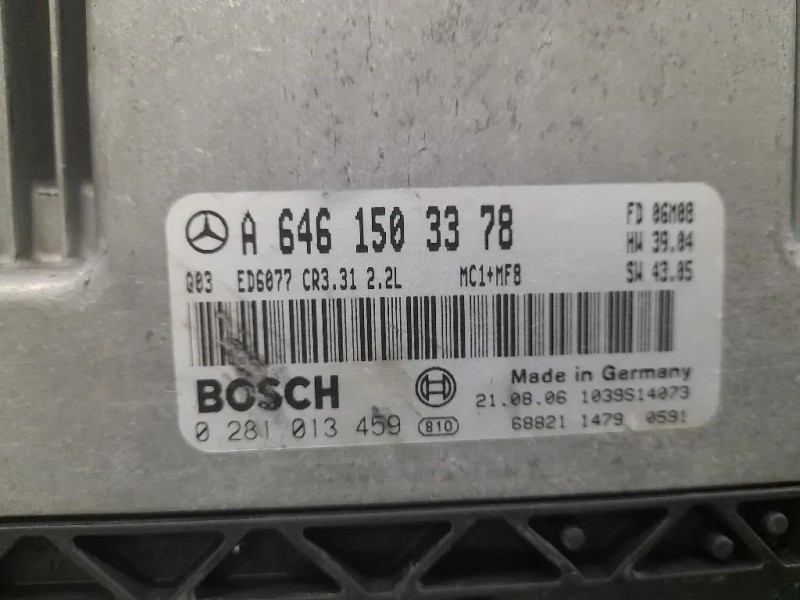 A 646 150 33 78
FD 06M08
HW 39.04
Q03 ED6077 CR3.31 2.2L MC1+MF8
SW 43.05
BOSCH
Made in Germany
21.08.06 1039S14073
0 281 013 459 810
68821 1479 0591